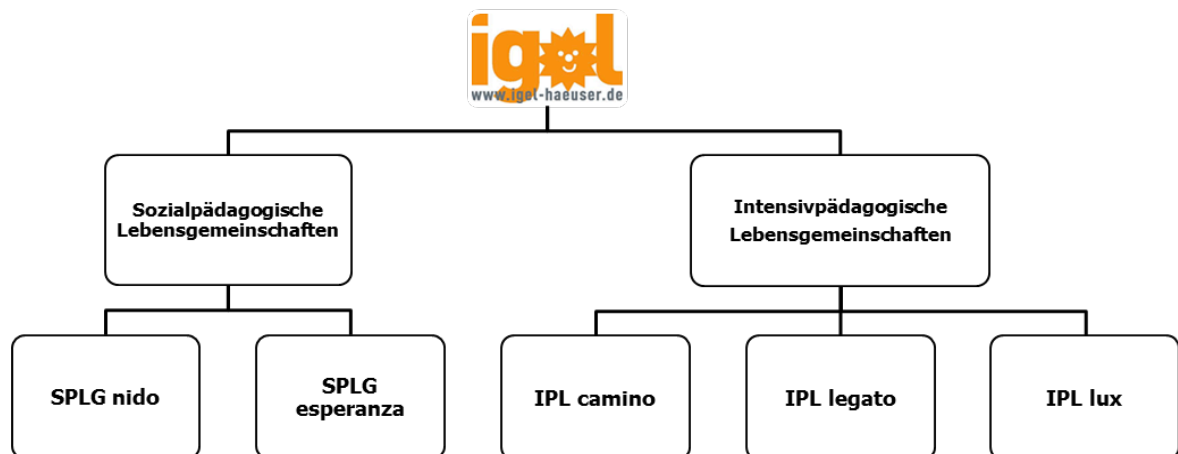 igel
www.igel-haeuser.de
Sozialpädagogische
Lebensgemeinschaften
Intensivpädagogische
Lebensgemeinschaften
SPLG nido
SPLG
esperanza
IPL camino
IPL legato
IPL lux